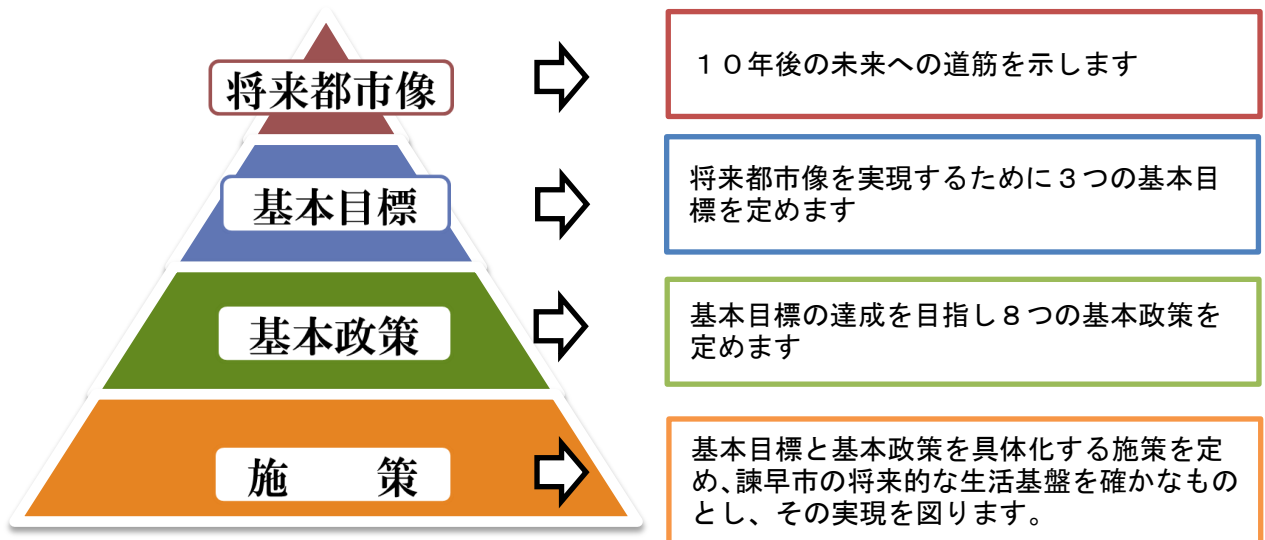 将来都市像
１０年後の未来への道筋を示します
基本目標
将来都市像を実現するために３つの基本目
標を定めます
基本政策
基本目標の達成を目指し８つの基本政策を
定めます
施　　策
基本目標と基本政策を具体化する施策を定
め、諫早市の将来的な生活基盤を確かなもの
とし、その実現を図ります。